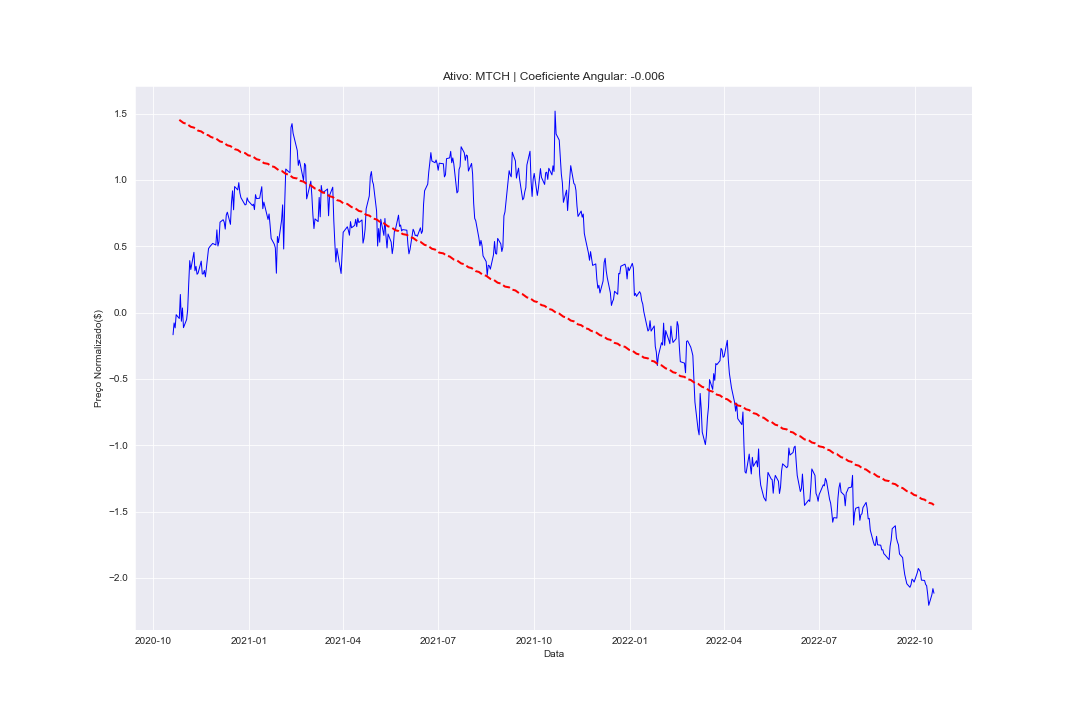 Ativo: MTCH | Coeficiente Angular: -0.006
1.5
1.0
0.5
0.0
−0.5
−1.0
−1.5
−2.0
Preço Normalizado($)
2020-10 2021-01 2021-04 2021-07 2021-10 2022-01 2022-04 2022-07 2022-10
Data